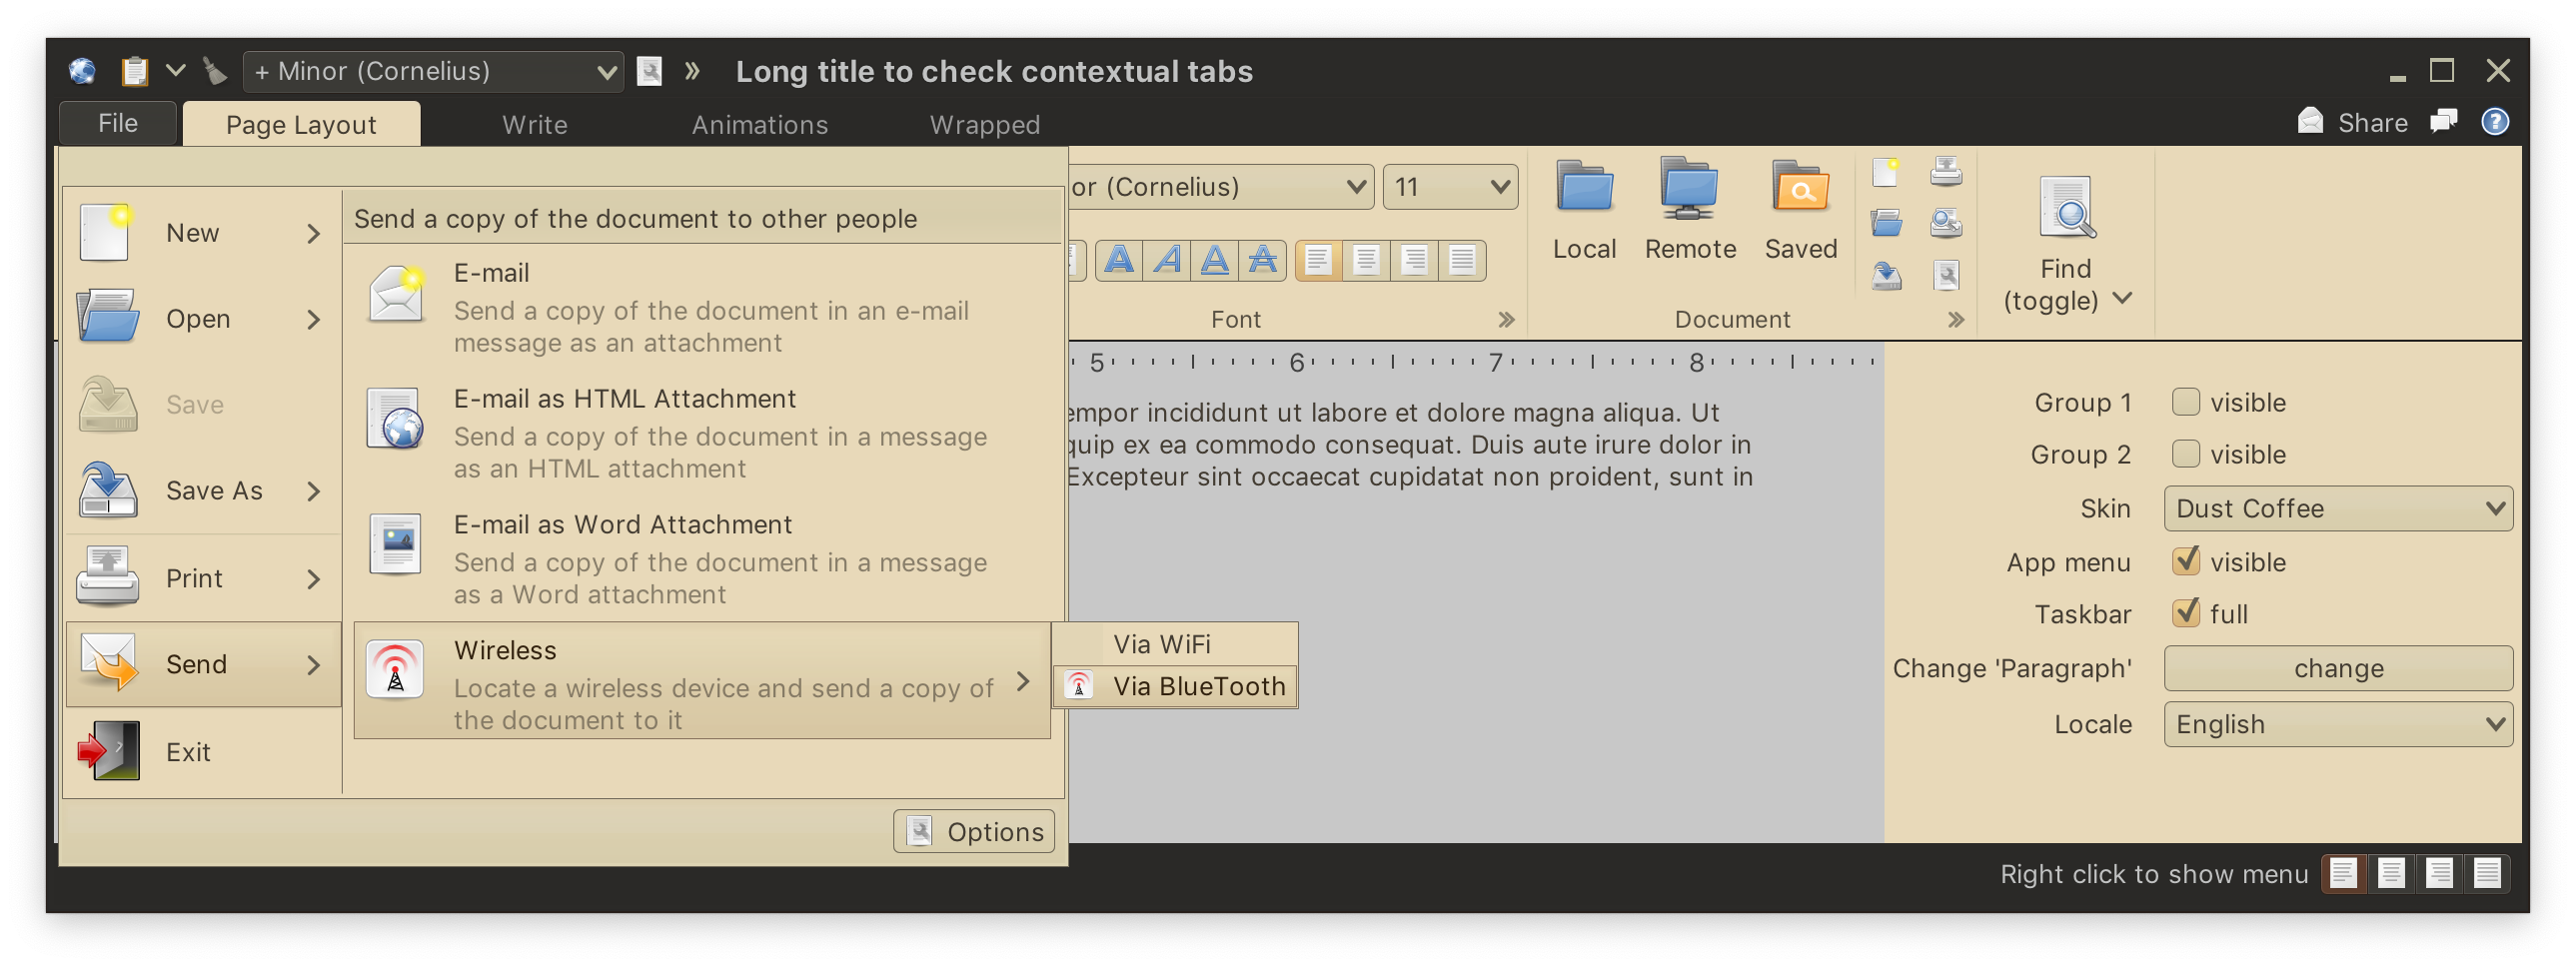 + Minor (Cornelius)
Long title to check contextual tabs
File
Page Layout
Write
Animations
Wrapped
Share
New
Open
Save
Save As
Print
Send
Exit
Send a copy of the document to other people
E-mail
Send a copy of the document in an e-mail
message as an attachment
E-mail as HTML Attachment
Send a copy of the document in a message
as an HTML attachment
E-mail as Word Attachment
Send a copy of the document in a message
as a Word attachment
Wireless
Locate a wireless device and send a copy of
the document to it
Via WiFi
Via BlueTooth
Options
or (Cornelius)
11
Font
Local
Remote
Saved
Document
Find
(toggle)
5 6 7 8
empor incididunt ut labore et dolore magna aliqua. Ut
quip ex ea commodo consequat. Duis aute irure dolor in
Excepteur sint occaecat cupidatat non proident, sunt in
Group 1 visible
Group 2 visible
Skin Dust Coffee
App menu visible
Taskbar full
Change 'Paragraph' change
Locale English
Right click to show menu